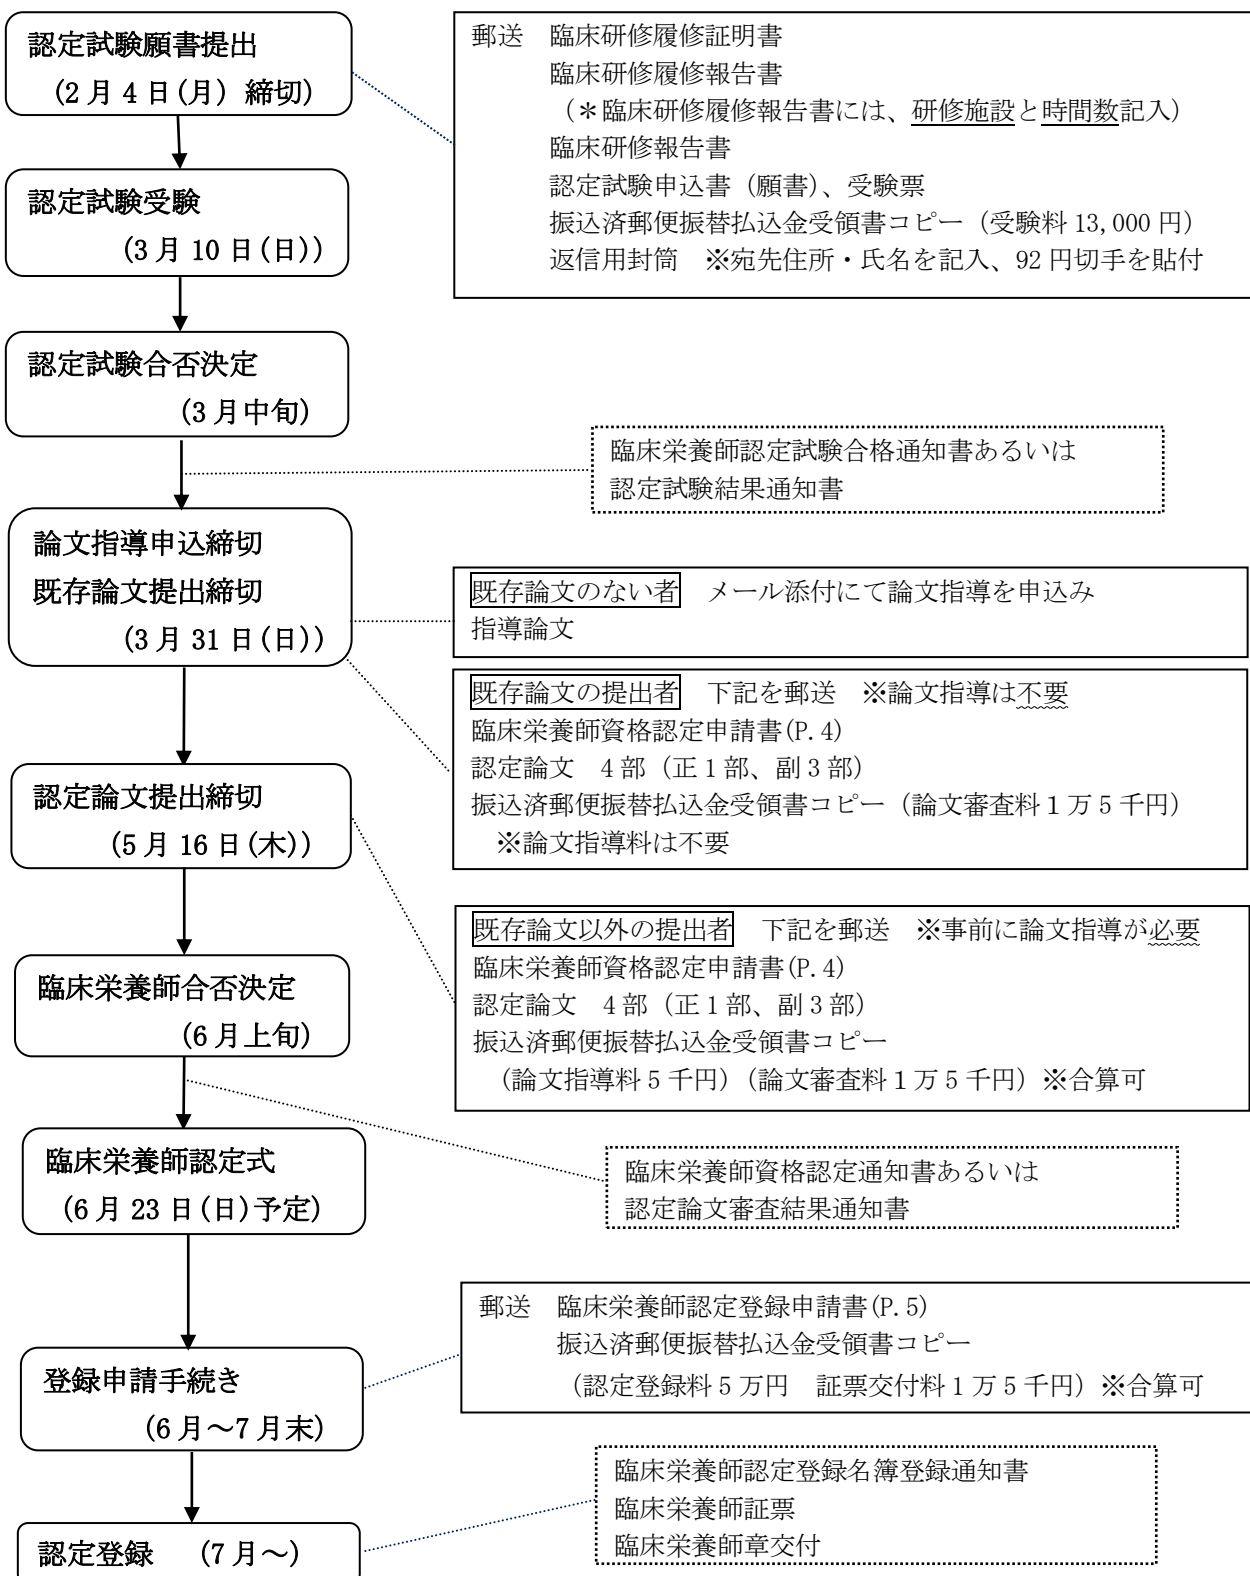 認定試験願書提出
(2月4日(月) 締切)
郵送　臨床研修履修証明書
臨床研修履修報告書
（＊臨床研修履修報告書には、研修施設と時間数記入）
臨床研修報告書
認定試験申込書（願書）、受験票
振込済郵便振替払込金受領書コピー（受験料 13,000 円）
返信用封筒　※宛先住所・氏名を記入、92 円切手を貼付
認定試験受験
(3月 10 日(日))
認定試験合否決定
(3月中旬)
臨床栄養師認定試験合格通知書あるいは
認定試験結果通知書
論文指導申込締切
既存論文提出締切
(3月 31 日(日))
既存論文のない者　メール添付にて論文指導を申込み
指導論文
既存論文の提出者　下記を郵送　※論文指導は不要
臨床栄養師資格認定申請書(P.4)
認定論文　4部（正1部、副3部）
振込済郵便振替払込金受領書コピー（論文審査料１万５千円）
※論文指導料は不要
認定論文提出締切
(5月 16 日(木))
既存論文以外の提出者　下記を郵送　※事前に論文指導が必要
臨床栄養師資格認定申請書(P.4)
認定論文　4部（正1部、副3部）
振込済郵便振替払込金受領書コピー
（論文指導料５千円）（論文審査料１万５千円）※合算可
臨床栄養師合否決定
(6月上旬)
臨床栄養師資格認定通知書あるいは
認定論文審査結果通知書
臨床栄養師認定式
(6月 23 日(日)予定)
郵送　臨床栄養師認定登録申請書(P.5)
振込済郵便振替払込金受領書コピー
（認定登録料５万円　証票交付料１万５千円）※合算可
登録申請手続き
(6月～7月末)
臨床栄養師認定登録名簿登録通知書
臨床栄養師証票
臨床栄養師章交付
認定登録　(7月～)